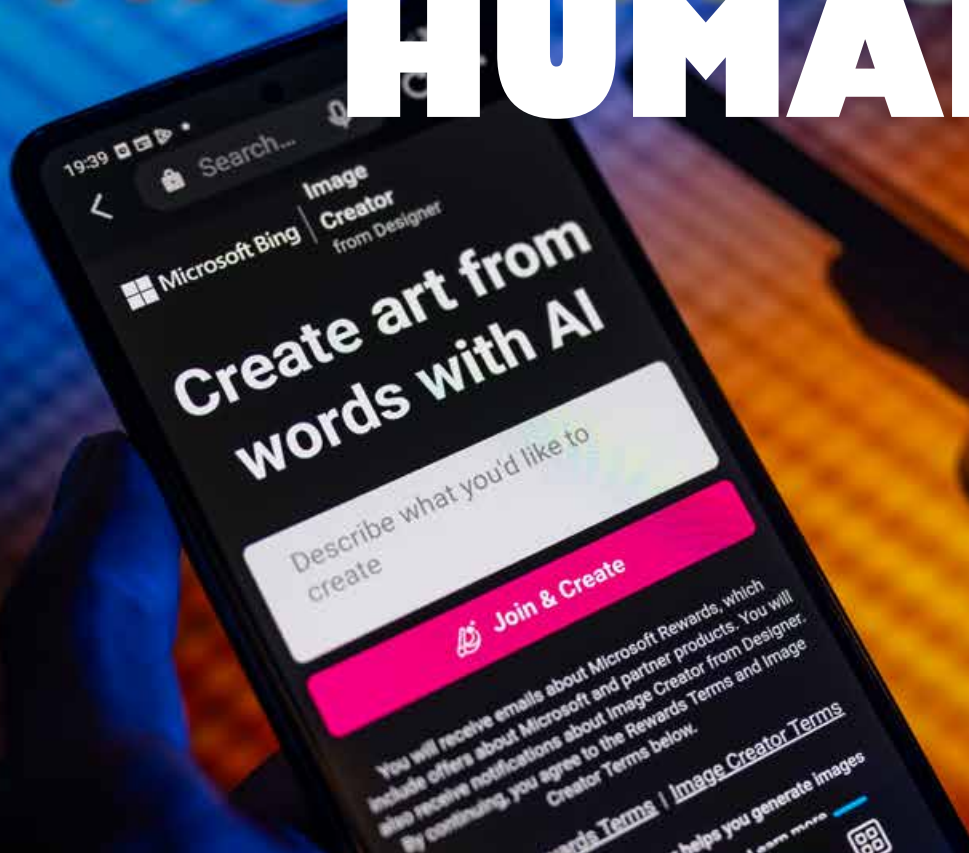 HUMA
19:39
Search...
Microsoft Bing
Image
Creator
from Designer
Create art from
words with AI
Describe what you'd like to
create
Join & Create
You will receive emails about Microsoft Rewards, which
include offers about Microsoft and partner products. You will
also receive notifications about Image Creator from Designer.
By continuing, you agree to the Rewards Terms and Image
Creator Terms below.
Terms | Image Creator Terms
helps you generate images
more